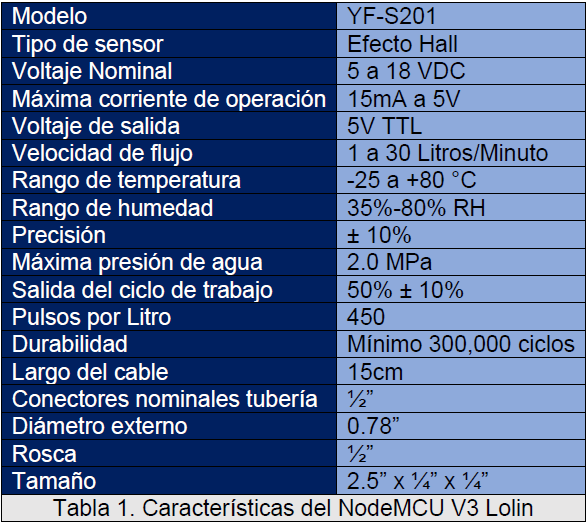 Modelo YF-S201
Tipo de sensor Efecto Hall
Voltaje Nominal 5 a 18 VDC
Máxima corriente de operación 15mA a 5V
Voltaje de salida 5V TTL
Velocidad de flujo 1 a 30 Litros/Minuto
Rango de temperatura -25 a +80 °C
Rango de humedad 35%-80% RH
Precisión ± 10%
Máxima presión de agua 2.0 MPa
Salida del ciclo de trabajo 50% ± 10%
Pulsos por Litro 450
Durabilidad Mínimo 300,000 ciclos
Largo del cable 15cm
Conectores nominales tubería ½”
Diámetro externo 0.78”
Rosca ½”
Tamaño 2.5” x ¼” x ¼”
Tabla 1. Características del NodeMCU V3 Lolin